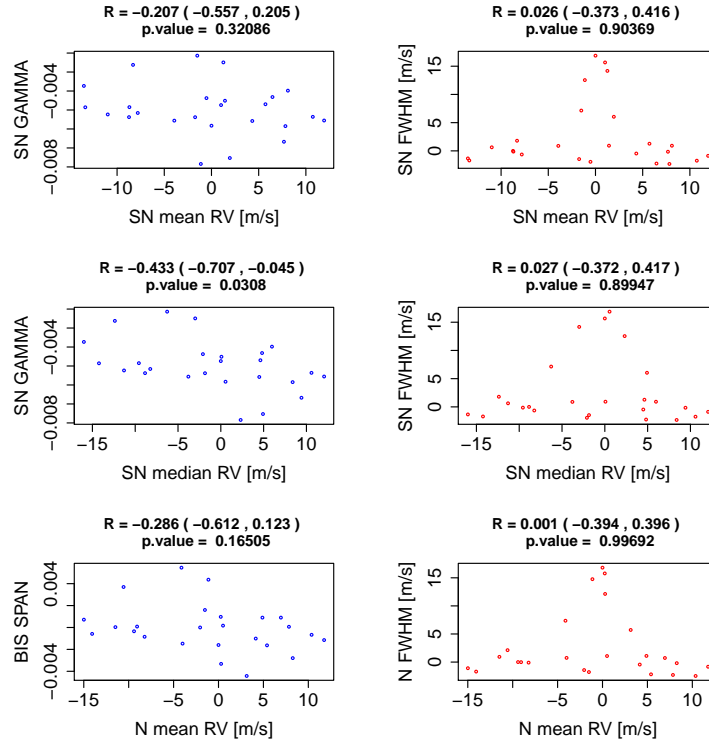 R = −0.207 ( −0.557 , 0.205 )
p.value = 0.32086
SN GAMMA
−0.004
−0.008
−10
−5
0
5
10
SN mean RV [m/s]
R = 0.026 ( −0.373 , 0.416 )
p.value = 0.90369
SN FWHM [m/s]
15
5
0
−10
−5
0
5
10
SN mean RV [m/s]
R = −0.433 ( −0.707 , −0.045 )
p.value = 0.0308
SN GAMMA
−0.004
−0.008
−15
−5
0
5
10
SN median RV [m/s]
R = 0.027 ( −0.372 , 0.417 )
p.value = 0.89947
SN FWHM [m/s]
15
5
0
−15
−5
0
5
10
SN median RV [m/s]
R = −0.286 ( −0.612 , 0.123 )
p.value = 0.16505
BIS SPAN
0.004
−0.004
−15
−5
0
5
10
N mean RV [m/s]
R = 0.001 ( −0.394 , 0.396 )
p.value = 0.99692
N FWHM [m/s]
15
5
0
−15
−5
0
5
10
N mean RV [m/s]